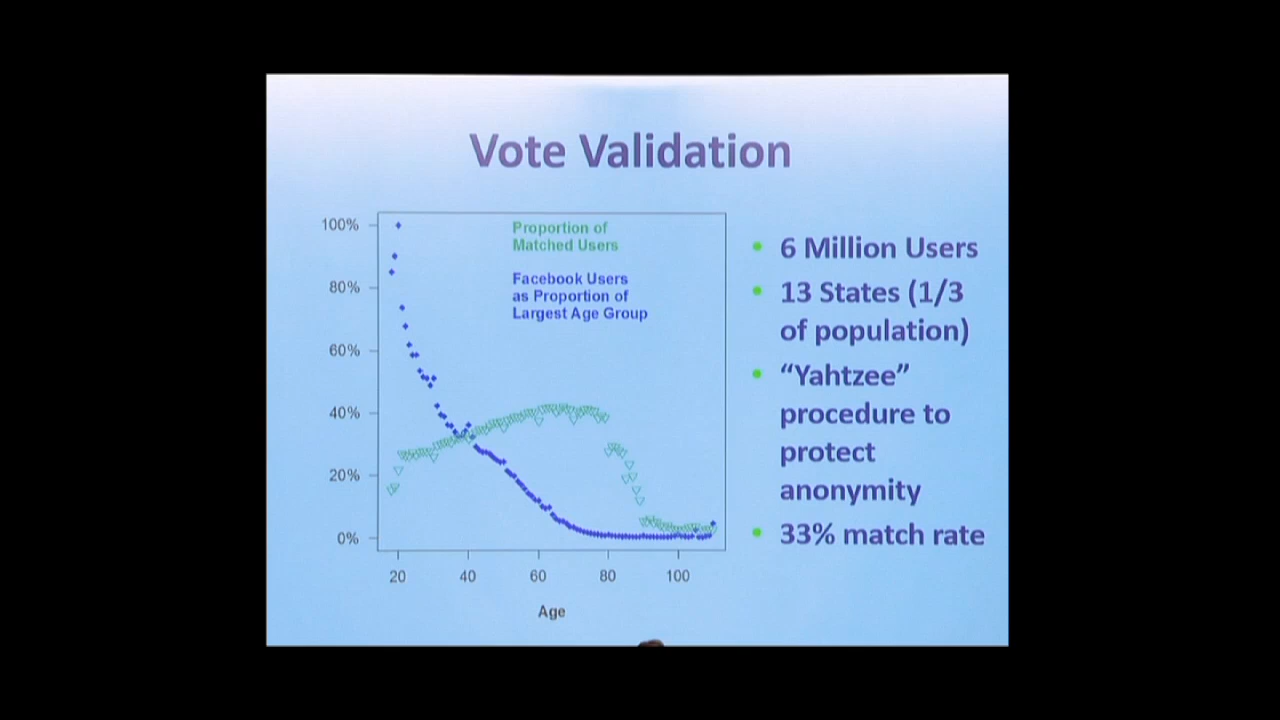 Vote Validation
100%
80%
60%
40%
20%
0%
Proportion of
Matched Users
Facebook Users
as Proportion of
Largest Age Group
20 40 60 80 100
Age
6 Million Users
13 States (1/3
of population)
“Yahtzee”
procedure to
protect
anonymity
33% match rate